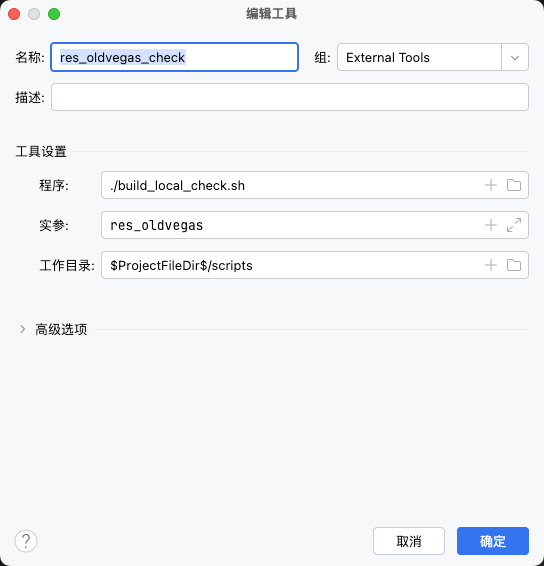 编辑工具
名称: res_oldvegas_check 组: External Tools
描述:
工具设置
程序: ./build_local_check.sh
实参: res_oldvegas
工作目录: $ProjectFileDir$/scripts
高级选项
? 取消 确定